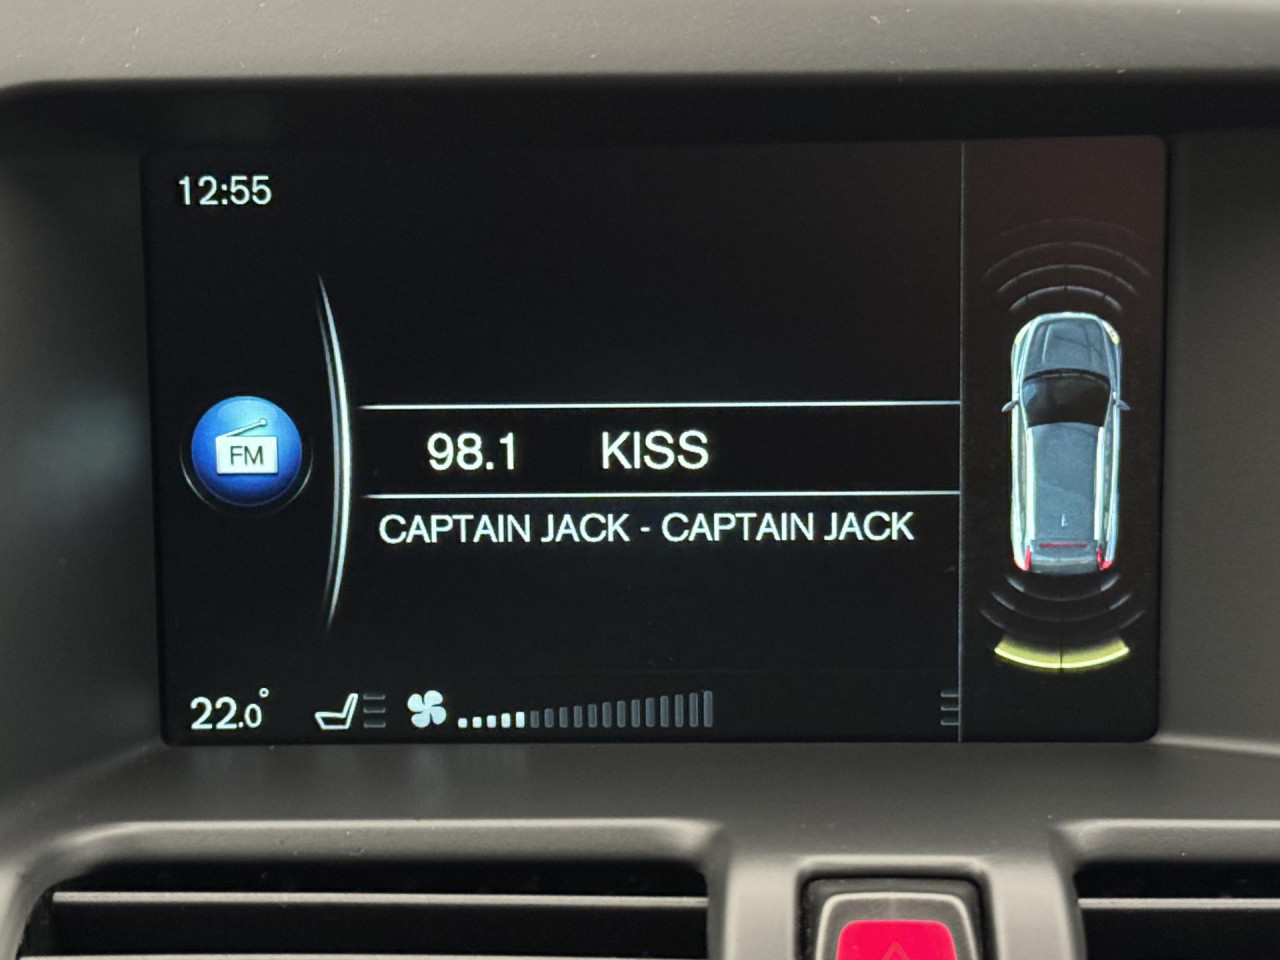 12:55
FM
98.1 KISS
CAPTAIN JACK - CAPTAIN JACK
22.0°